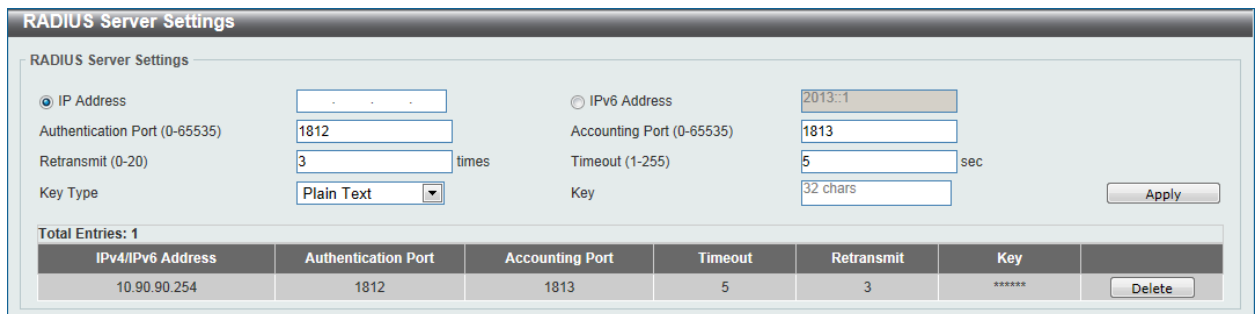 RADIUS Server Settings
RADIUS Server Settings
IP Address . . . IPv6 Address 2013::1
Authentication Port (0-65535) 1812 Accounting Port (0-65535) 1813
Retransmit (0-20) 3 times Timeout (1-255) 5 sec
Key Type Plain Text Key 32 chars Apply
Total Entries: 1
IPv4/IPv6 Address Authentication Port Accounting Port Timeout Retransmit Key
10.90.90.254 1812 1813 5 3 ****** Delete